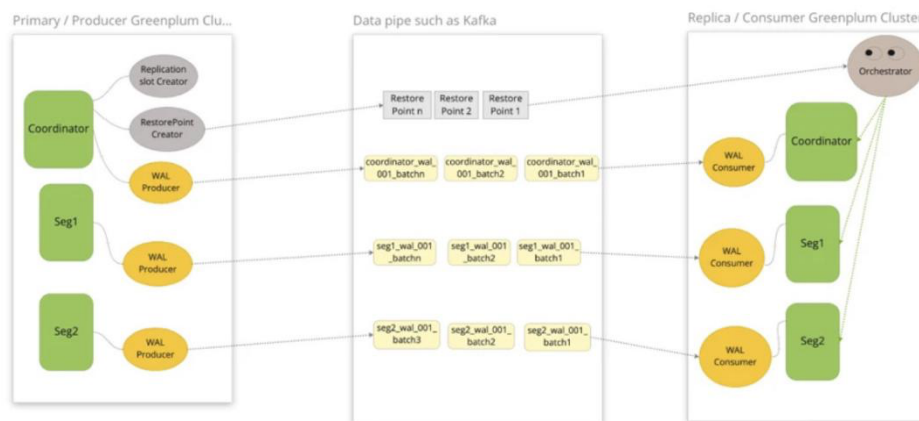 Primary / Producer Greenplum Clu...
Data pipe such as Kafka
Replica / Consumer Greenplum Cluster
Replication
slot Creator
Coordinator
RestorePoint
Creator
WAL
Producer
Seg1
WAL
Producer
Seg2
WAL
Producer
Restore
Point n
Restore
Point 2
Restore
Point 1
coordinator_wal_
001_batchn
coordinator_wal_
001_batch2
coordinator_wal_
001_batch1
seg1_wal_001
_batchn
seg1_wal_001
_batch2
seg1_wal_001_
batch1
seg2_wal_001_
batch3
seg2_wal_001_
batch2
seg2_wal_001_
batch1
Orchestrator
WAL
Consumer
Coordinator
WAL
Consumer
Seg1
WAL
Consumer
Seg2